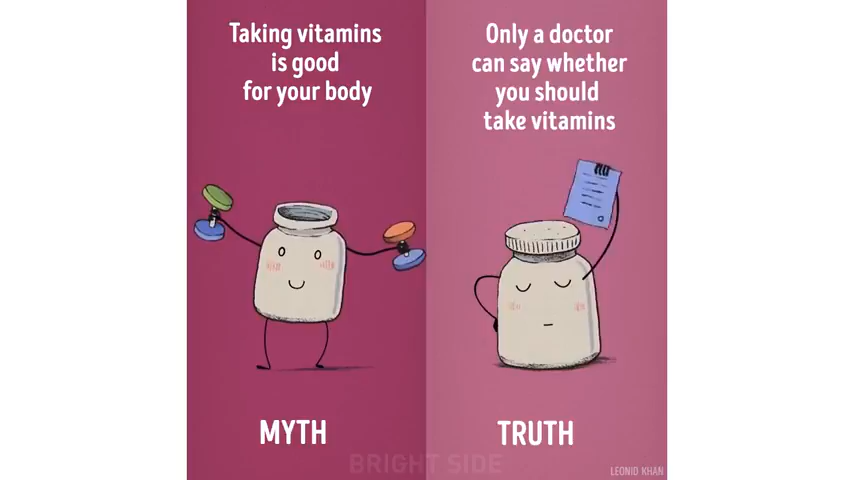 Taking vitamins
is good
for your body
Only a doctor
can say whether
you should
take vitamins
MYTH
TRUTH
BRIGHT SIDE
LEONID KHAN